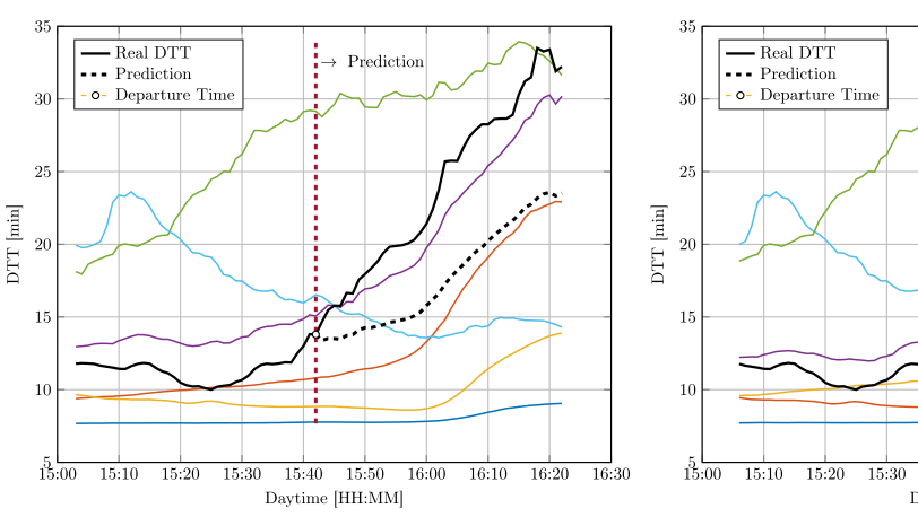 35
30
25
20
15
10
5
DTT [min]
Real DTT
Prediction
Departure Time
→ Prediction
15:00 15:10 15:20 15:30 15:40 15:50 16:00 16:10 16:20 16:30
Daytime [HH:MM]
35
30
25
20
15
10
5
DTT [min]
Real DTT
Prediction
Departure Time
15:00 15:10 15:20 15:30